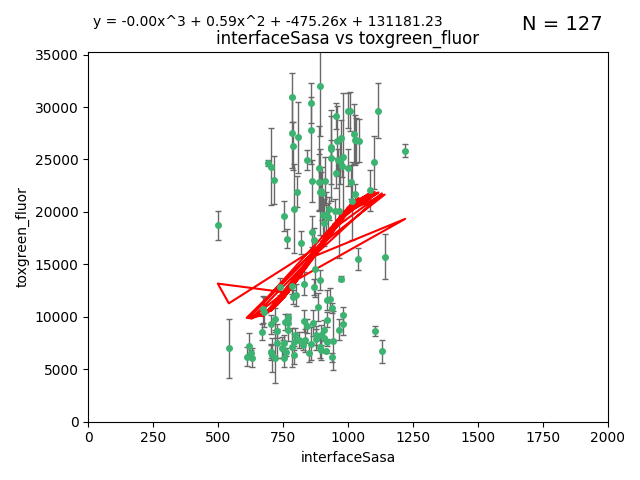 y = -0.00x^3 + 0.59x^2 + -475.26x + 131181.23
N = 127
interfaceSasa vs toxgreen_fluor
35000
30000
25000
20000
15000
10000
5000
0
toxgreen_fluor
0 250 500 750 1000 1250 1500 1750 2000
interfaceSasa